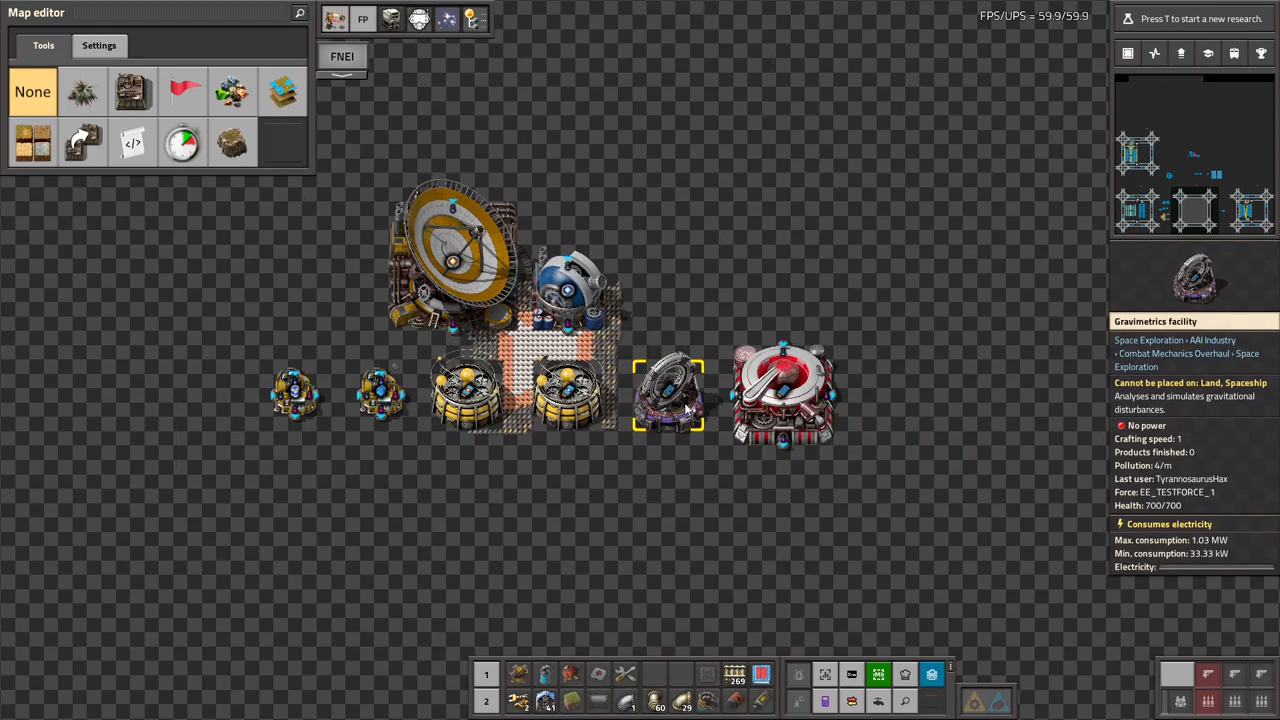 Map editor
FP
FPS/UPS = 59.9/59.9
Press T to start a new research.
Tools
Settings
FNEI
None
</>
Gravimetrics facility
Space Exploration › AAI Industry
› Combat Mechanics Overhaul › Space
Exploration
Cannot be placed on: Land, Spaceship
Analyses and simulates gravitational
disturbances.
No power
Crafting speed: 1
Products finished: 0
Pollution: 4/m
Last user: TyrannosaurusHax
Force: EE_TESTFORCE_1
Health: 700/700
Consumes electricity
Max. consumption: 1.03 MW
Min. consumption: 33.33 kW
Electricity:
1
269
2
2
41
1
60
29